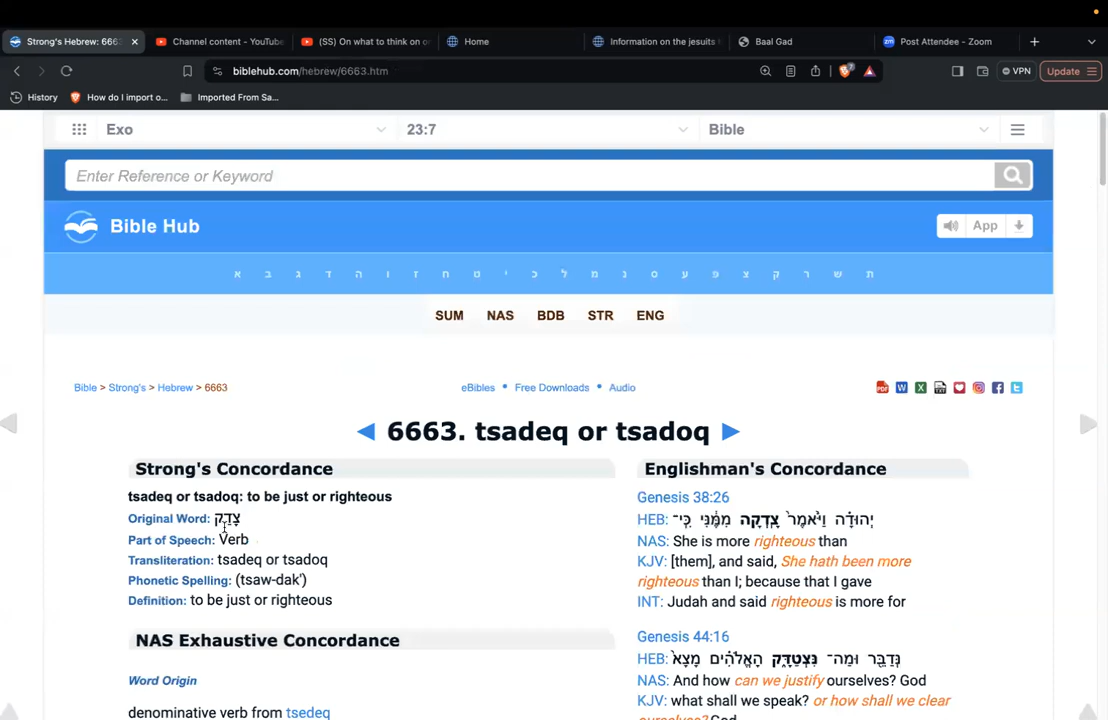 Strong's Hebrew: 666
Channel content - YouTube
(SS) On what to think on o
Home
Information on the jesuits
Baal Gad
Post Attendee - Zoom
biblehub.com/hebrew/6663.htm
VPN
Update
History
How do I import o...
Imported From Sa...
Exo
23:7
Bible
Enter Reference or Keyword
Bible Hub
App
א ב ג ד ה ו ז ח ט י כ ל מ נ ס ע פ צ ק ר ש ת
SUM NAS BDB STR ENG
Bible > Strong's > Hebrew > 6663
eBibles • Free Downloads • Audio
6663. tsadeq or tsadoq
Strong's Concordance
tsadeq or tsadoq: to be just or righteous
Original Word: צָדַק
Part of Speech: Verb
Transliteration: tsadeq or tsadoq
Phonetic Spelling: (tsaw-dak')
Definition: to be just or righteous
NAS Exhaustive Concordance
Word Origin
denominative verb from tsedeq
Englishman's Concordance
Genesis 38:26
HEB: יְהוּדָ֗ה וַיֹּ֙אמֶר֙ צָֽדְקָ֣ה מִמֶּ֔נִּי כִּֽי־
NAS: She is more righteous than
KJV: [them], and said, She hath been more
righteous than I; because that I gave
INT: Judah and said righteous is more for
Genesis 44:16
HEB: נְּדַבֵּ֖ר וּמַה־ נִּצְטַדָּ֑ק הָאֱלֹהִ֗ים מָצָא֙
NAS: And how can we justify ourselves? God
KJV: what shall we speak? or how shall we clear
ourselves? God